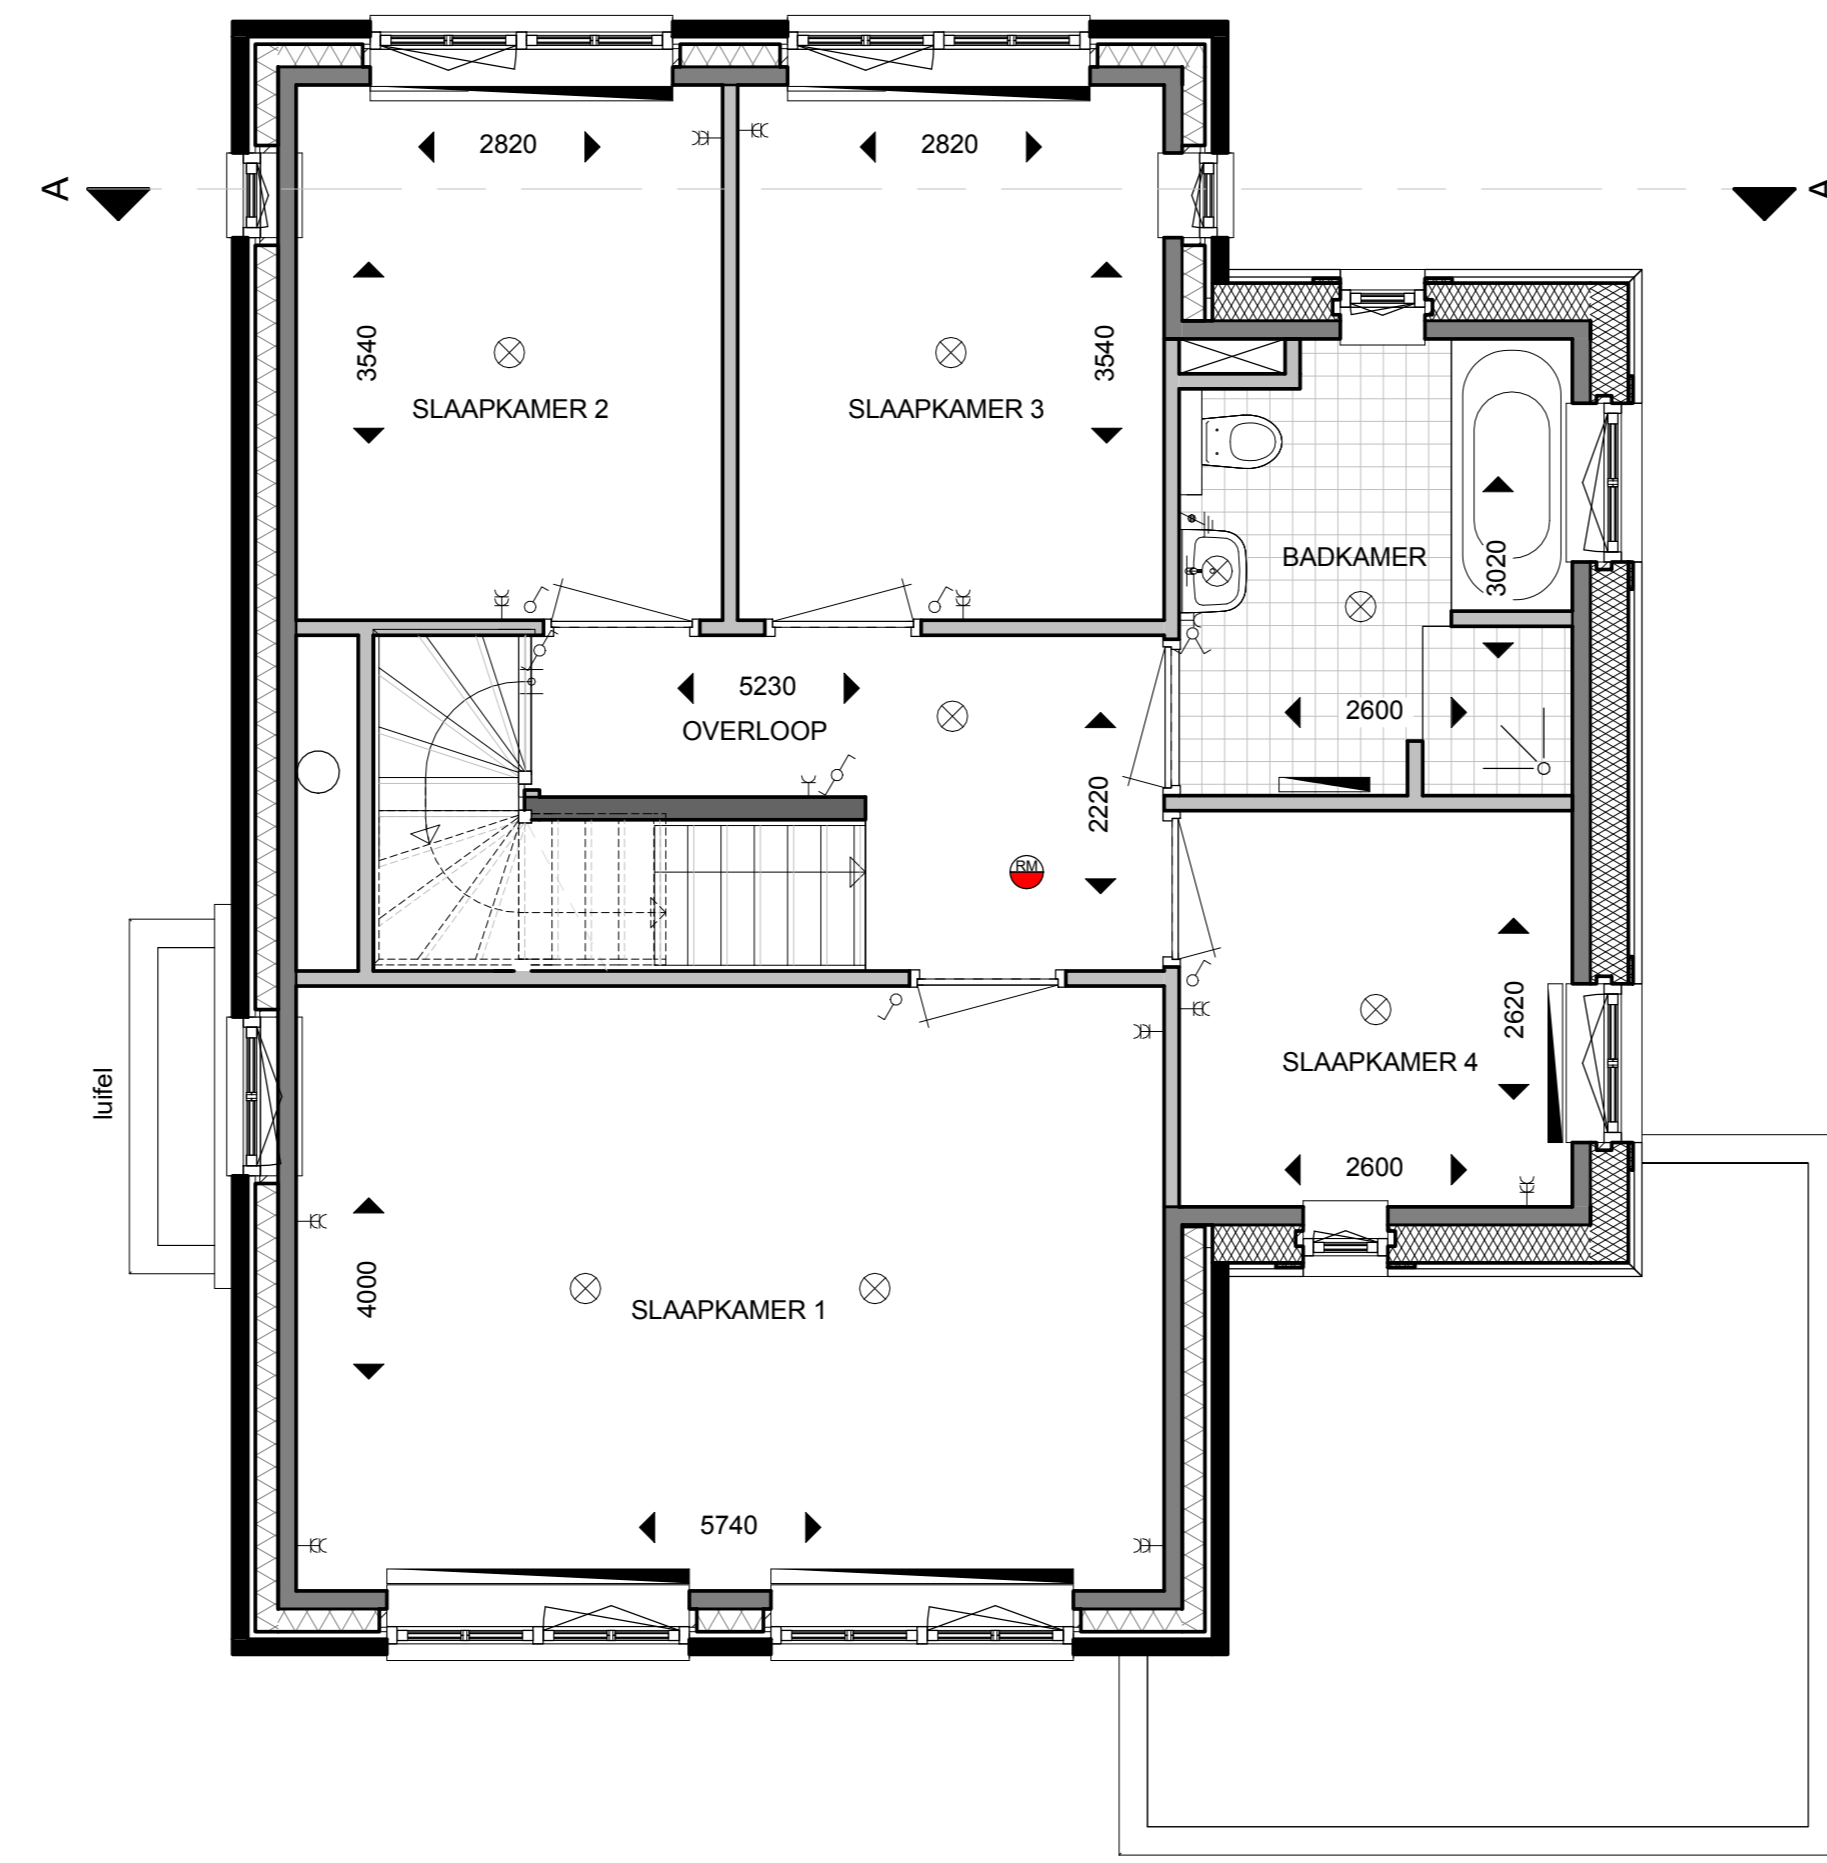 2820
2820
A
A
3540
3540
SLAAPKAMER 2
SLAAPKAMER 3
BADKAMER
3020
5230
OVERLOOP
2600
2220
RM
2620
SLAAPKAMER 4
luifel
2600
4000
SLAAPKAMER 1
5740